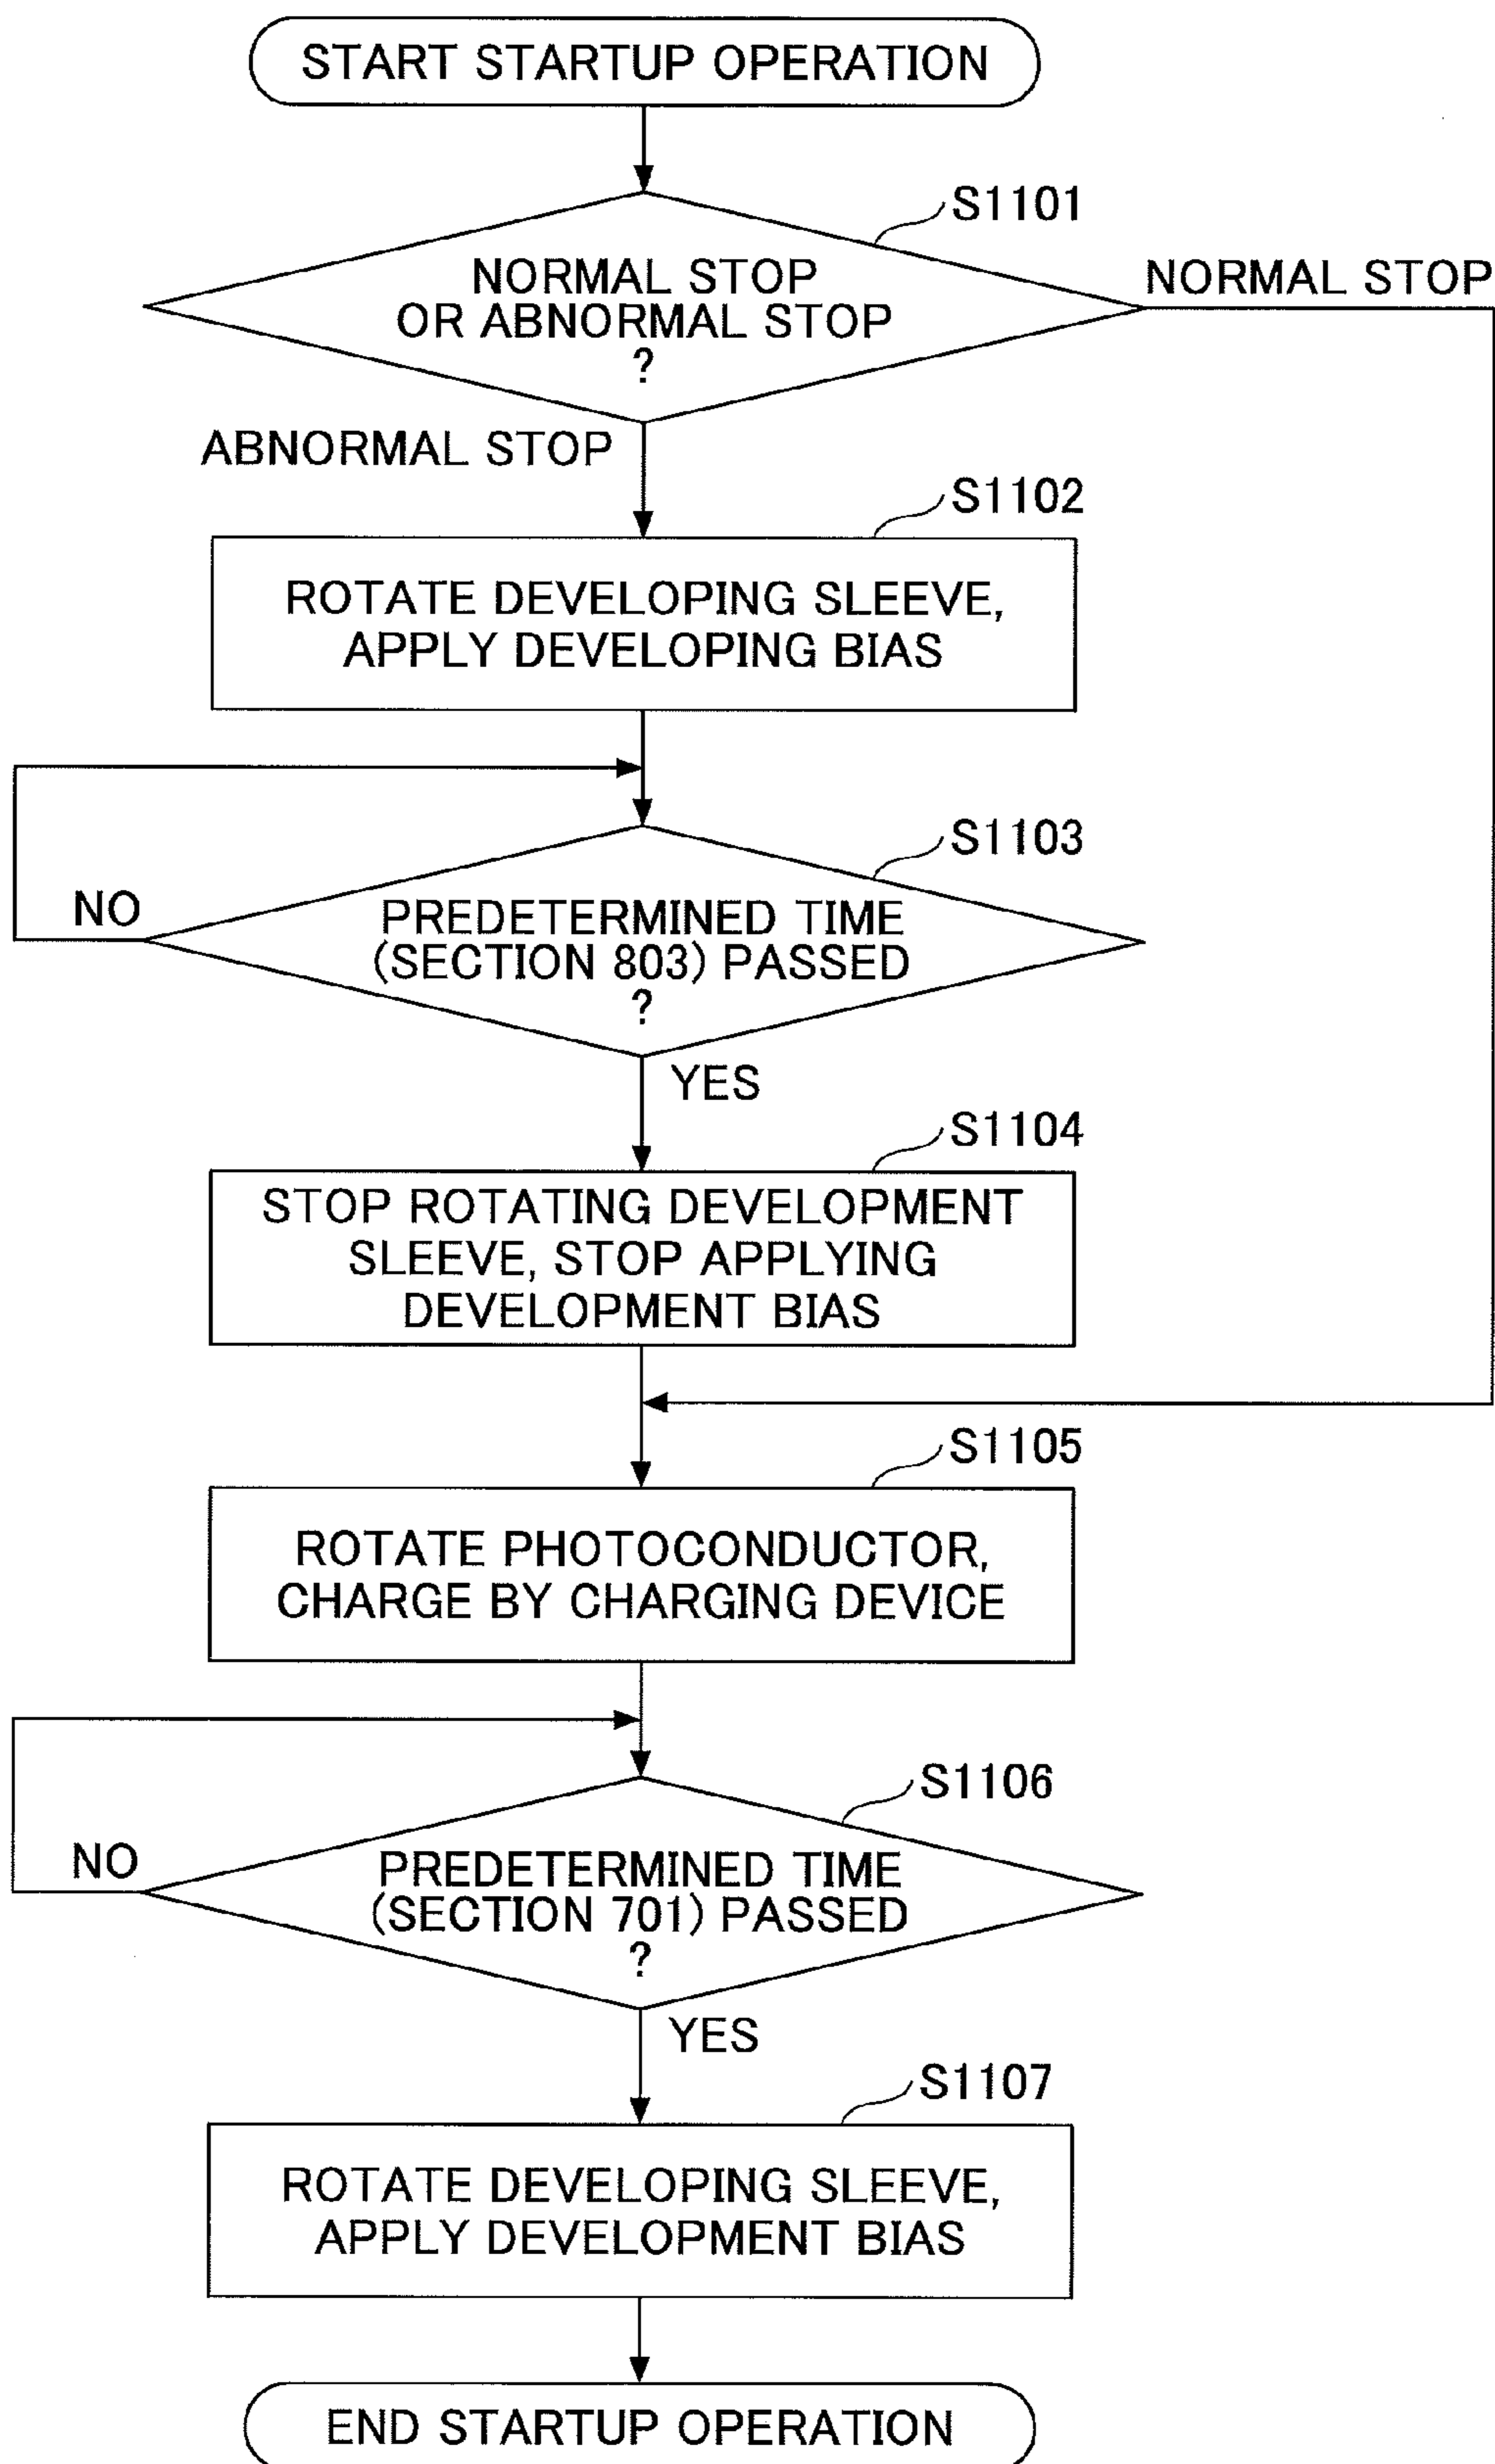 START STARTUP OPERATION
S1101
NORMAL STOP
OR ABNORMAL STOP
?
NORMAL STOP
ABNORMAL STOP
S1102
ROTATE DEVELOPING SLEEVE,
APPLY DEVELOPING BIAS
S1103
NO
PREDETERMINED TIME
(SECTION 803) PASSED
?
YES
S1104
STOP ROTATING DEVELOPMENT
SLEEVE, STOP APPLYING
DEVELOPMENT BIAS
S1105
ROTATE PHOTOCONDUCTOR,
CHARGE BY CHARGING DEVICE
S1106
NO
PREDETERMINED TIME
(SECTION 701) PASSED
?
YES
S1107
ROTATE DEVELOPING SLEEVE,
APPLY DEVELOPMENT BIAS
END STARTUP OPERATION